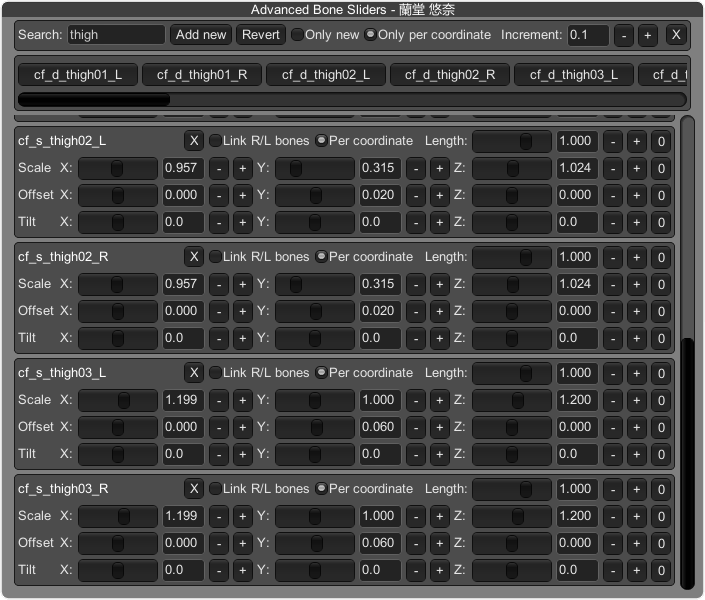 Advanced Bone Sliders - 蘭堂 悠奈
Search: thigh Add new Revert Only new Only per coordinate Increment: 0.1 - + X
cf_d_thigh01_L cf_d_thigh01_R cf_d_thigh02_L cf_d_thigh02_R cf_d_thigh03_L cf_d_t
cf_s_thigh02_L X Link R/L bones Per coordinate Length: 1.000 - + 0
Scale X: 0.957 - + Y: 0.315 - + Z: 1.024 - + 0
Offset X: 0.000 - + Y: 0.020 - + Z: 0.000 - + 0
Tilt X: 0.0 - + Y: 0.0 - + Z: 0.0 - + 0
cf_s_thigh02_R X Link R/L bones Per coordinate Length: 1.000 - + 0
Scale X: 0.957 - + Y: 0.315 - + Z: 1.024 - + 0
Offset X: 0.000 - + Y: 0.020 - + Z: 0.000 - + 0
Tilt X: 0.0 - + Y: 0.0 - + Z: 0.0 - + 0
cf_s_thigh03_L X Link R/L bones Per coordinate Length: 1.000 - + 0
Scale X: 1.199 - + Y: 1.000 - + Z: 1.200 - + 0
Offset X: 0.000 - + Y: 0.060 - + Z: 0.000 - + 0
Tilt X: 0.0 - + Y: 0.0 - + Z: 0.0 - + 0
cf_s_thigh03_R X Link R/L bones Per coordinate Length: 1.000 - + 0
Scale X: 1.199 - + Y: 1.000 - + Z: 1.200 - + 0
Offset X: 0.000 - + Y: 0.060 - + Z: 0.000 - + 0
Tilt X: 0.0 - + Y: 0.0 - + Z: 0.0 - + 0